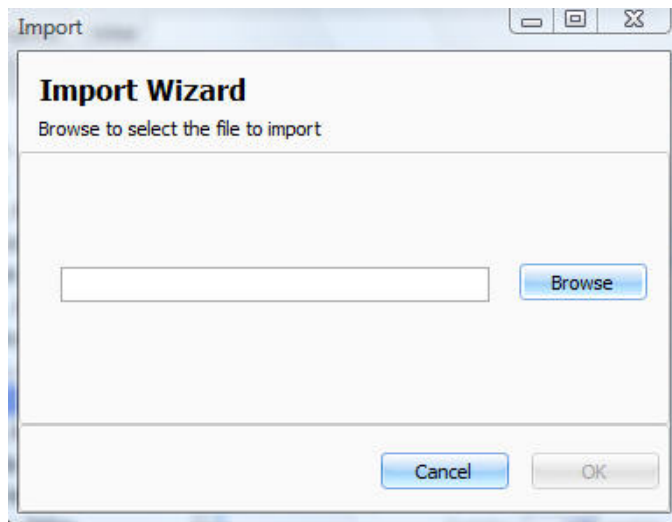 Import
Import Wizard
Browse to select the file to import
Browse
Cancel
OK